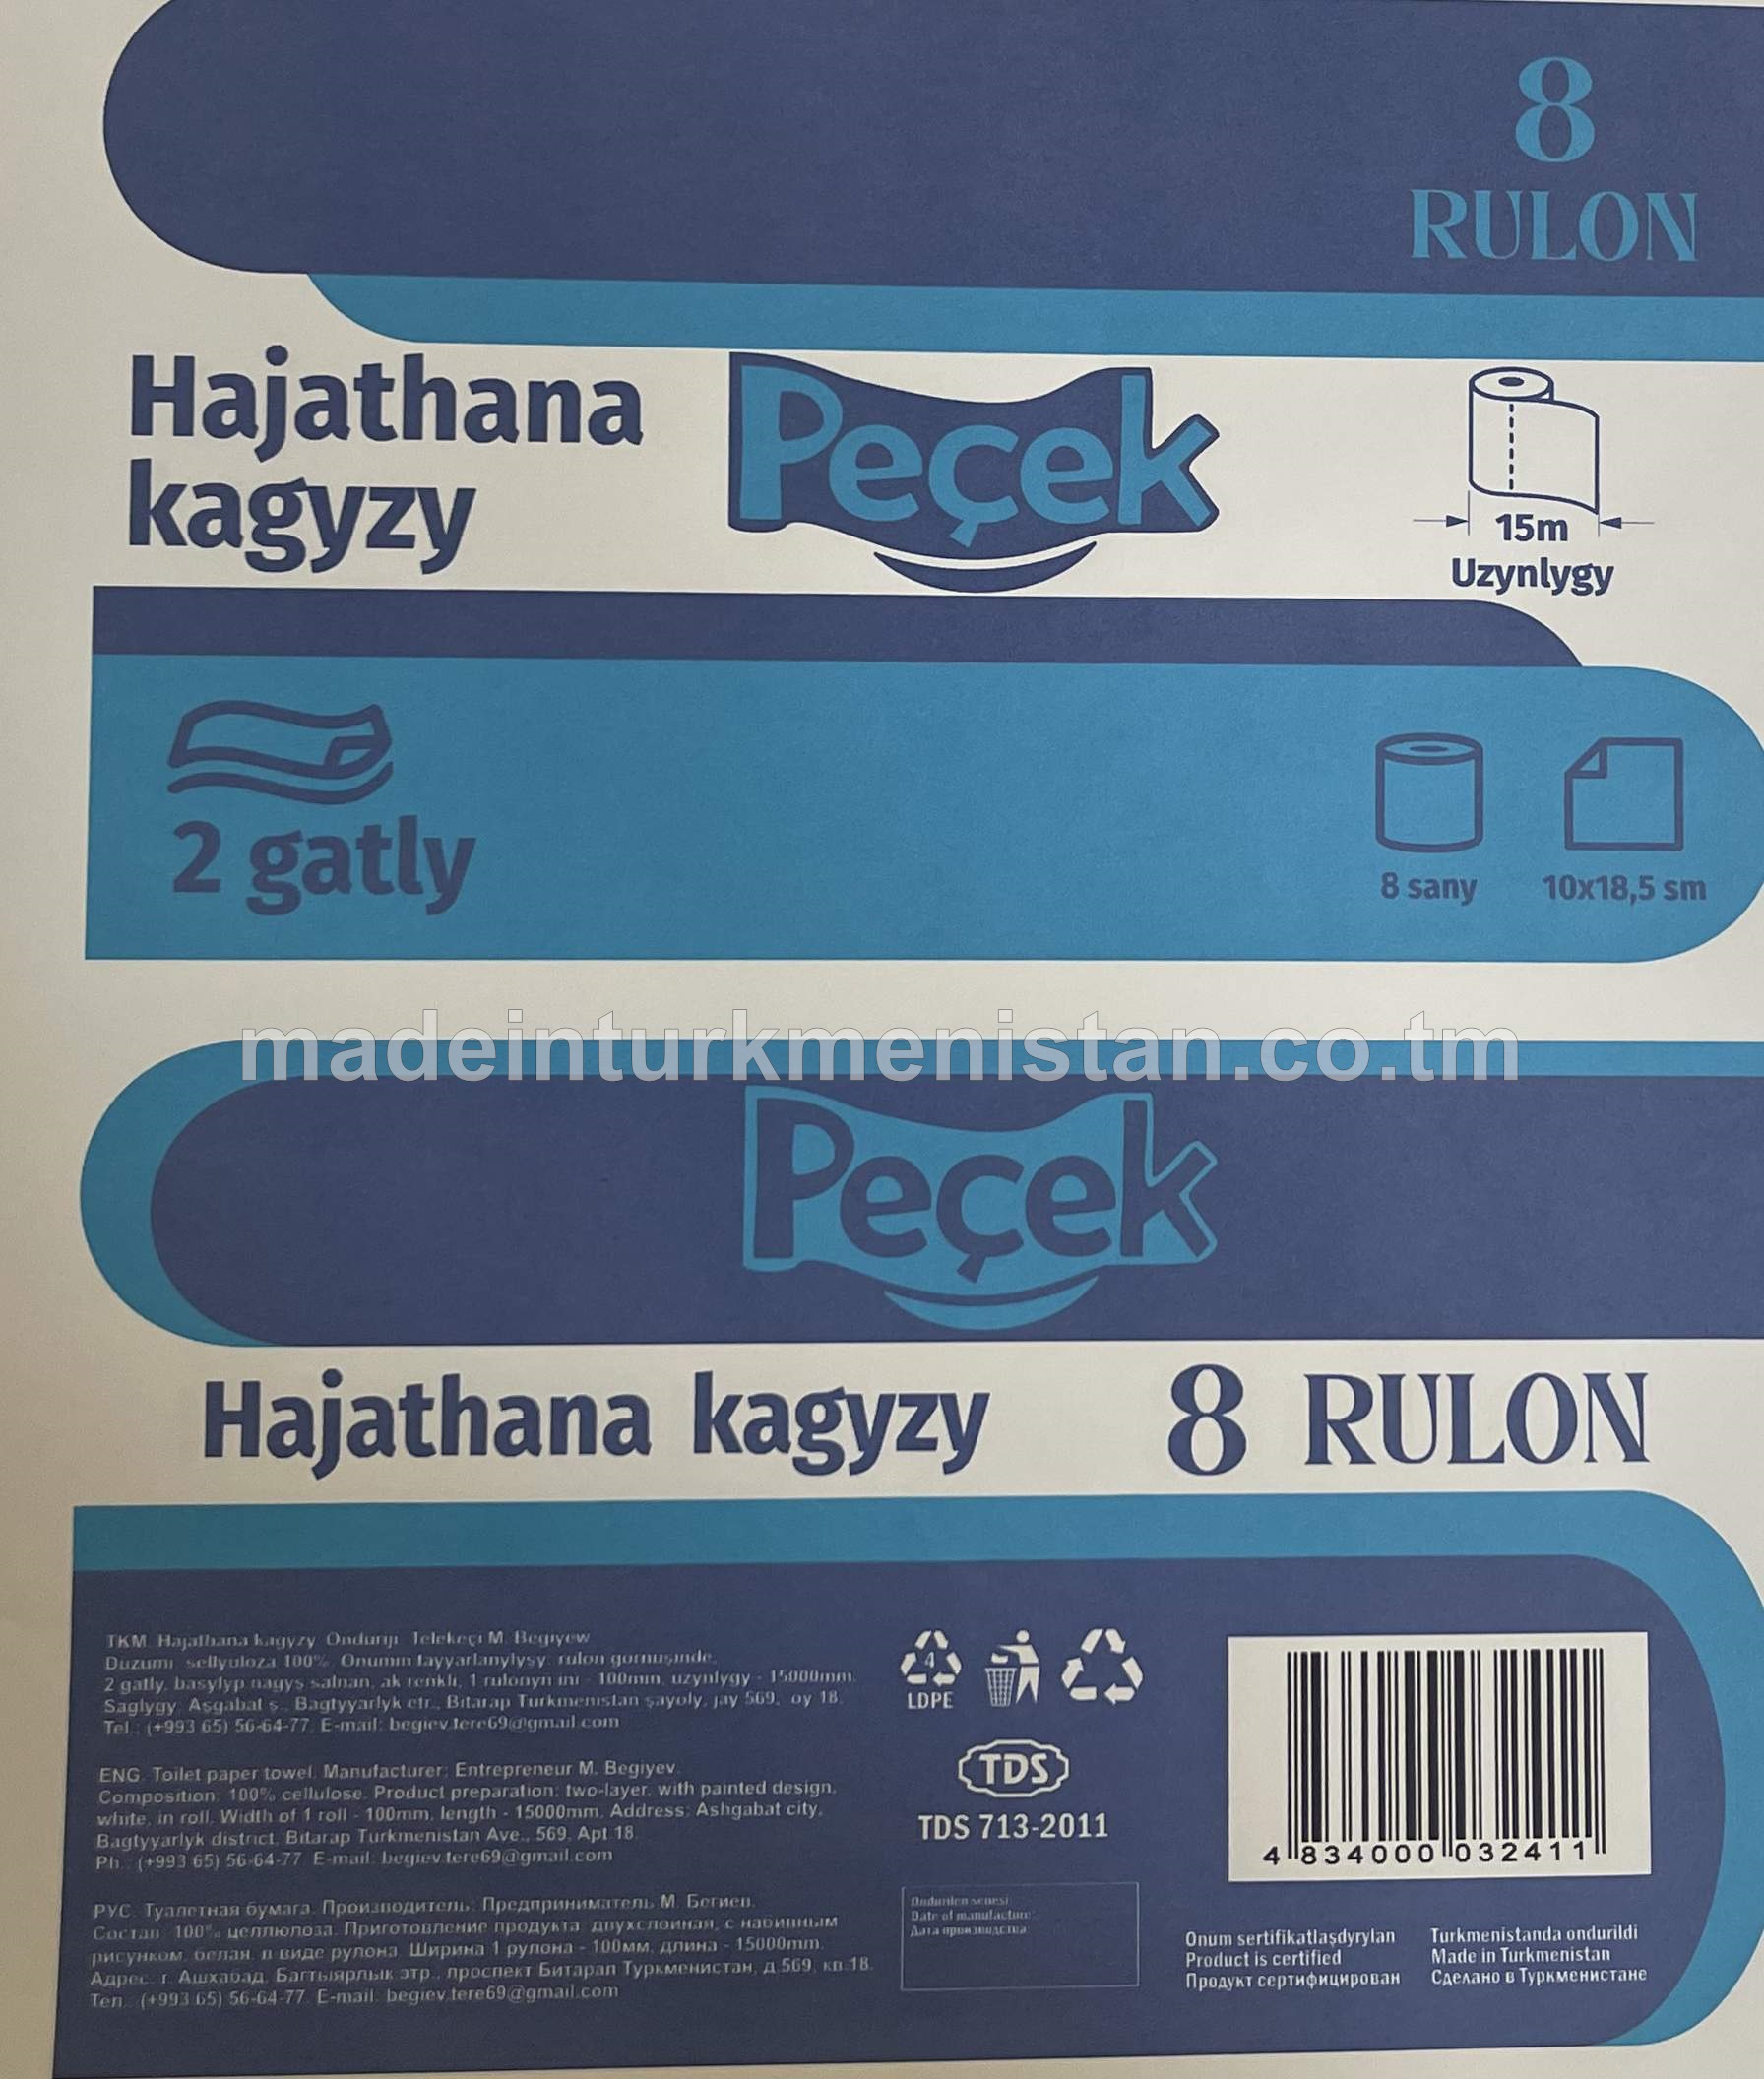 8
RULON
Hajathana
kagyzy
Peçek
15m
Uzynlygy
2 gatly
8 sany
10x18,5 sm
madeinturkmenistan.co.tm
Peçek
Hajathana kagyzy
8 RULON
TKM. Hajathana kagyzy. Onduriji: Telekeçi M. Begiyew
Duzumi: sellyuloza 100%. Onumin tayyarlanylysy: rulon gornuşinde,
2 gatly, basylyp nagyş salnan, ak renkli, 1 rulonyn ini - 100mm, uzynlygy - 15000mm.
Saglygy: Aşgabat ş., Bagtyyarlyk etr., Bitarap Turkmenistan şayoly, jay 569, oy 18.
Tel.: (+993 65) 56-64-77. E-mail: begiev.tere69@gmail.com
ENG. Toilet paper towel. Manufacturer: Entrepreneur M. Begiyev.
Composition: 100% cellulose. Product preparation: two-layer, with painted design,
white, in roll. Width of 1 roll - 100mm, length - 15000mm. Address: Ashgabat city,
Bagtyyarlyk district, Bitarap Turkmenistan Ave., 569, Apt 18.
Ph.: (+993 65) 56-64-77. E-mail: begiev.tere69@gmail.com
РУС. Туалетная бумага. Производитель: Предприниматель М. Бегиев.
Состав: 100% целлюлоза. Приготовление продукта: двухслойная, с набивным
рисунком, белая, в виде рулона. Ширина 1 рулона - 100мм, длина - 15000mm.
Адрес: г. Ашхабад, Багтыярлык этр., проспект Битарап Туркменистан, д.569, кв.18.
Тел.: (+993 65) 56-64-77. E-mail: begiev.tere69@gmail.com
4
LDPE
TDS
TDS 713-2011
Ondurilen senesi:
Date of manufacture:
Дата производства:
4 834000 032411
Onum sertifikatlaşdyrylan
Product is certified
Продукт сертифицирован
Turkmenistanda ondurildi
Made in Turkmenistan
Сделано в Туркменистане